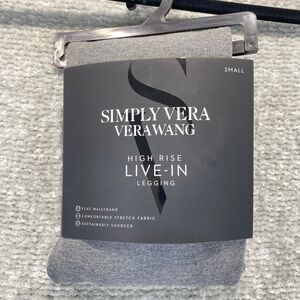 SMALL
SIMPLY VERA
VERAWANG
HIGH RISE
LIVE-IN
LEGGING
FLAT WAISTBAND
COMFORTABLE STRETCH FABRIC
SUSTAINABLY SOURCED